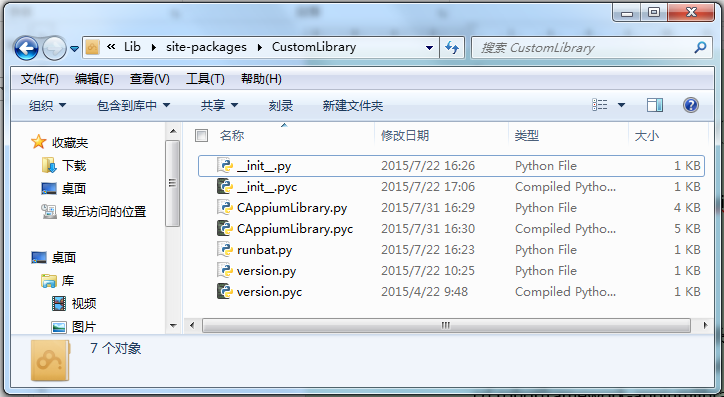 « Lib site-packages CustomLibrary 搜索 CustomLibrary
文件(F) 编辑(E) 查看(V) 工具(T) 帮助(H)
组织 包含到库中 共享 刻录 新建文件夹
收藏夹
下载
桌面
最近访问的位置
桌面
库
视频
图片
名称 修改日期 类型 大小
__init__.py 2015/7/22 16:26 Python File 1 KB
__init__.pyc 2015/7/22 17:06 Compiled Pytho... 1 KB
CAppiumLibrary.py 2015/7/31 16:29 Python File 4 KB
CAppiumLibrary.pyc 2015/7/31 16:30 Compiled Pytho... 5 KB
runbat.py 2015/7/22 16:23 Python File 1 KB
version.py 2015/7/22 10:25 Python File 1 KB
version.pyc 2015/4/22 9:48 Compiled Pytho... 1 KB
7 个对象